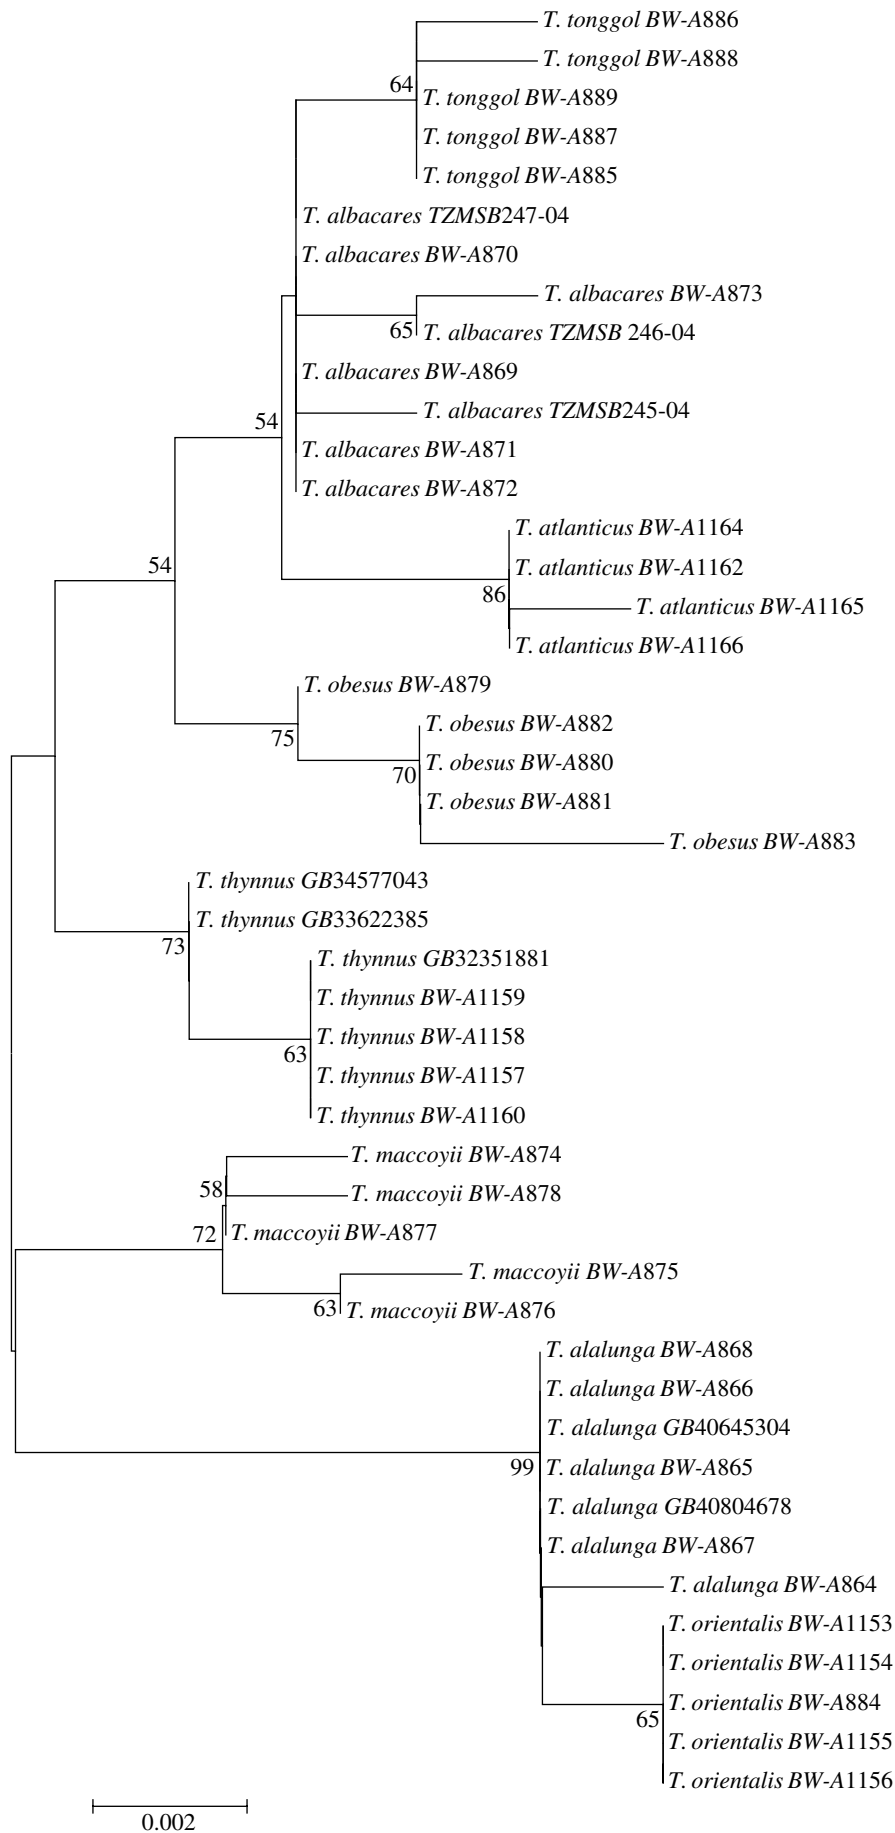 T. tonggol BW-A886
T. tonggol BW-A888
64
T. tonggol BW-A889
T. tonggol BW-A887
T. tonggol BW-A885
T. albacares TZMSB247-04
T. albacares BW-A870
T. albacares BW-A873
65
T. albacares TZMSB 246-04
T. albacares BW-A869
T. albacares TZMSB245-04
54
T. albacares BW-A871
T. albacares BW-A872
T. atlanticus BW-A1164
54
T. atlanticus BW-A1162
86
T. atlanticus BW-A1165
T. atlanticus BW-A1166
T. obesus BW-A879
75
T. obesus BW-A882
T. obesus BW-A880
70
T. obesus BW-A881
T. obesus BW-A883
T. thynnus GB34577043
T. thynnus GB33622385
73
T. thynnus GB32351881
T. thynnus BW-A1159
T. thynnus BW-A1158
63
T. thynnus BW-A1157
T. thynnus BW-A1160
T. maccoyii BW-A874
58
T. maccoyii BW-A878
72
T. maccoyii BW-A877
T. maccoyii BW-A875
63
T. maccoyii BW-A876
T. alalunga BW-A868
T. alalunga BW-A866
T. alalunga GB40645304
99
T. alalunga BW-A865
T. alalunga GB40804678
T. alalunga BW-A867
T. alalunga BW-A864
T. orientalis BW-A1153
T. orientalis BW-A1154
T. orientalis BW-A884
65
T. orientalis BW-A1155
T. orientalis BW-A1156
0.002